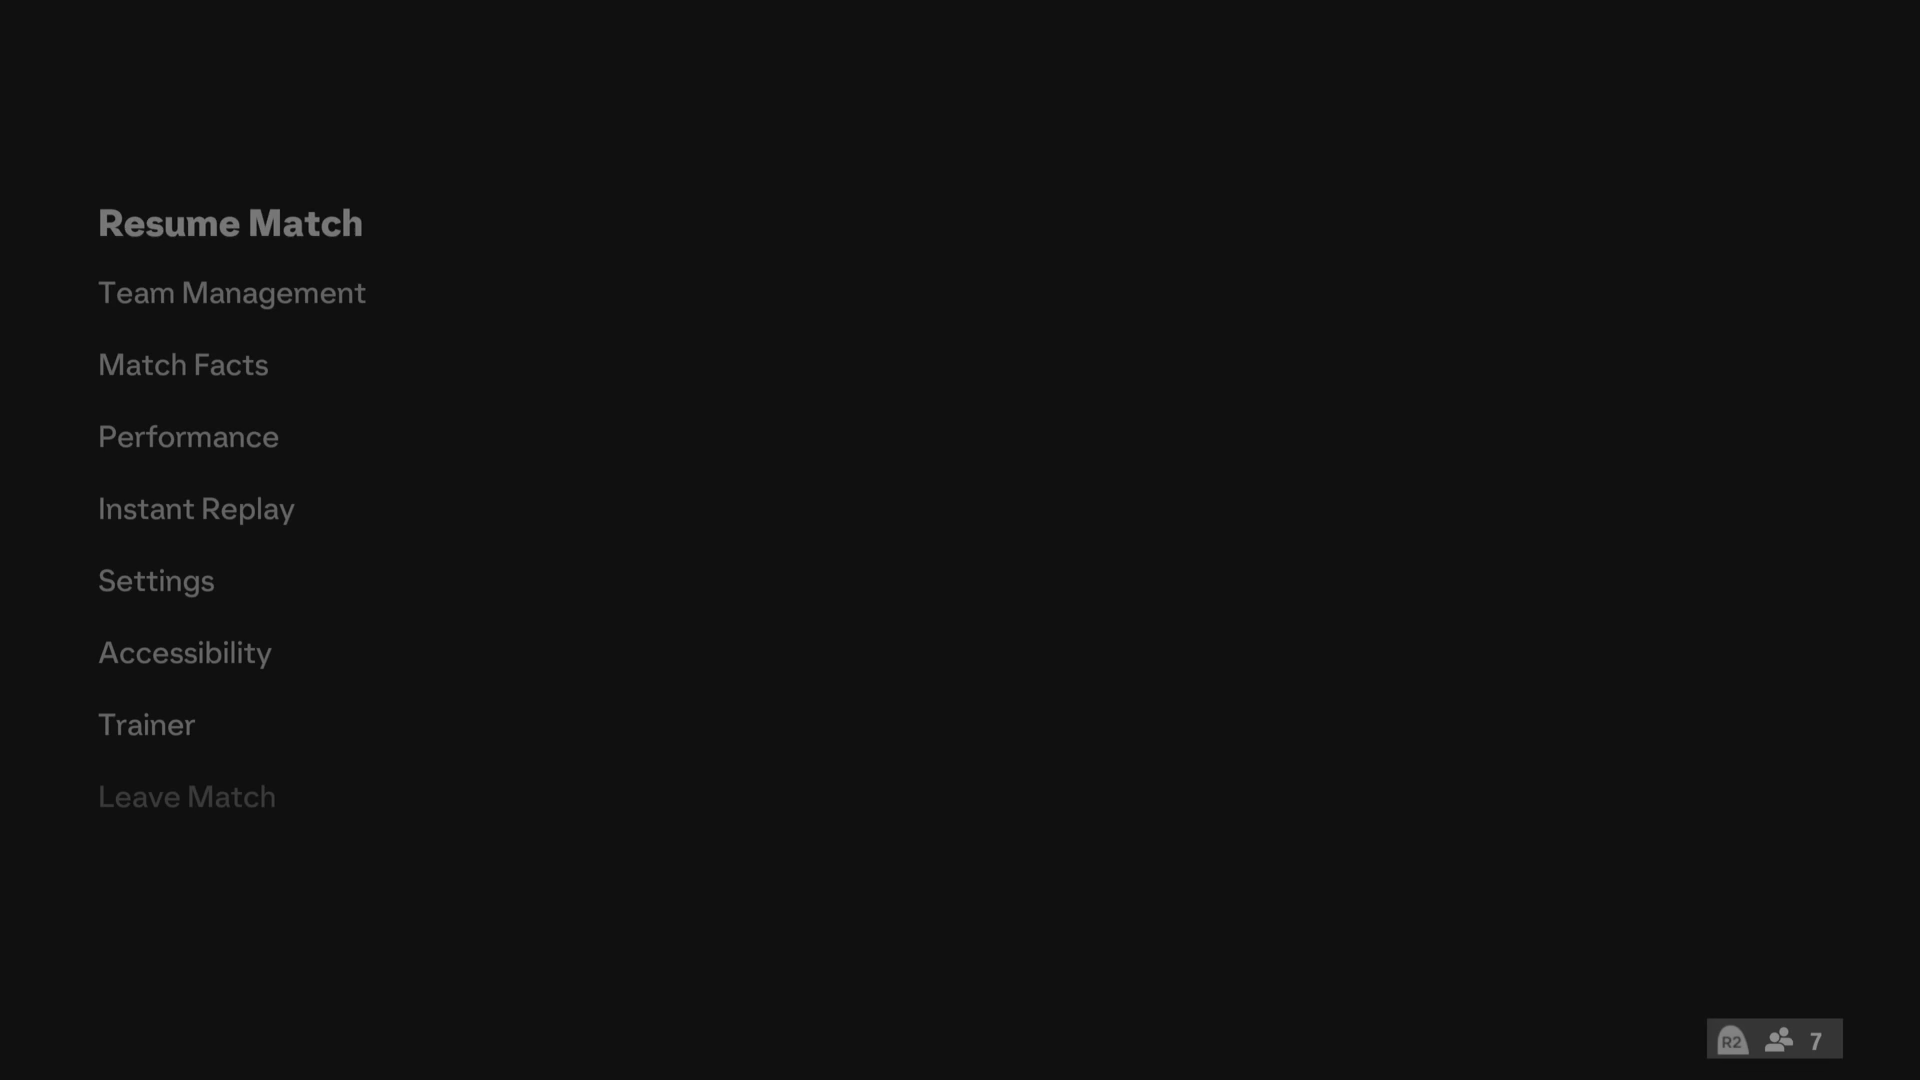 Resume Match
Team Management
Match Facts
Performance
Instant Replay
Settings
Accessibility
Trainer
Leave Match
R2 7